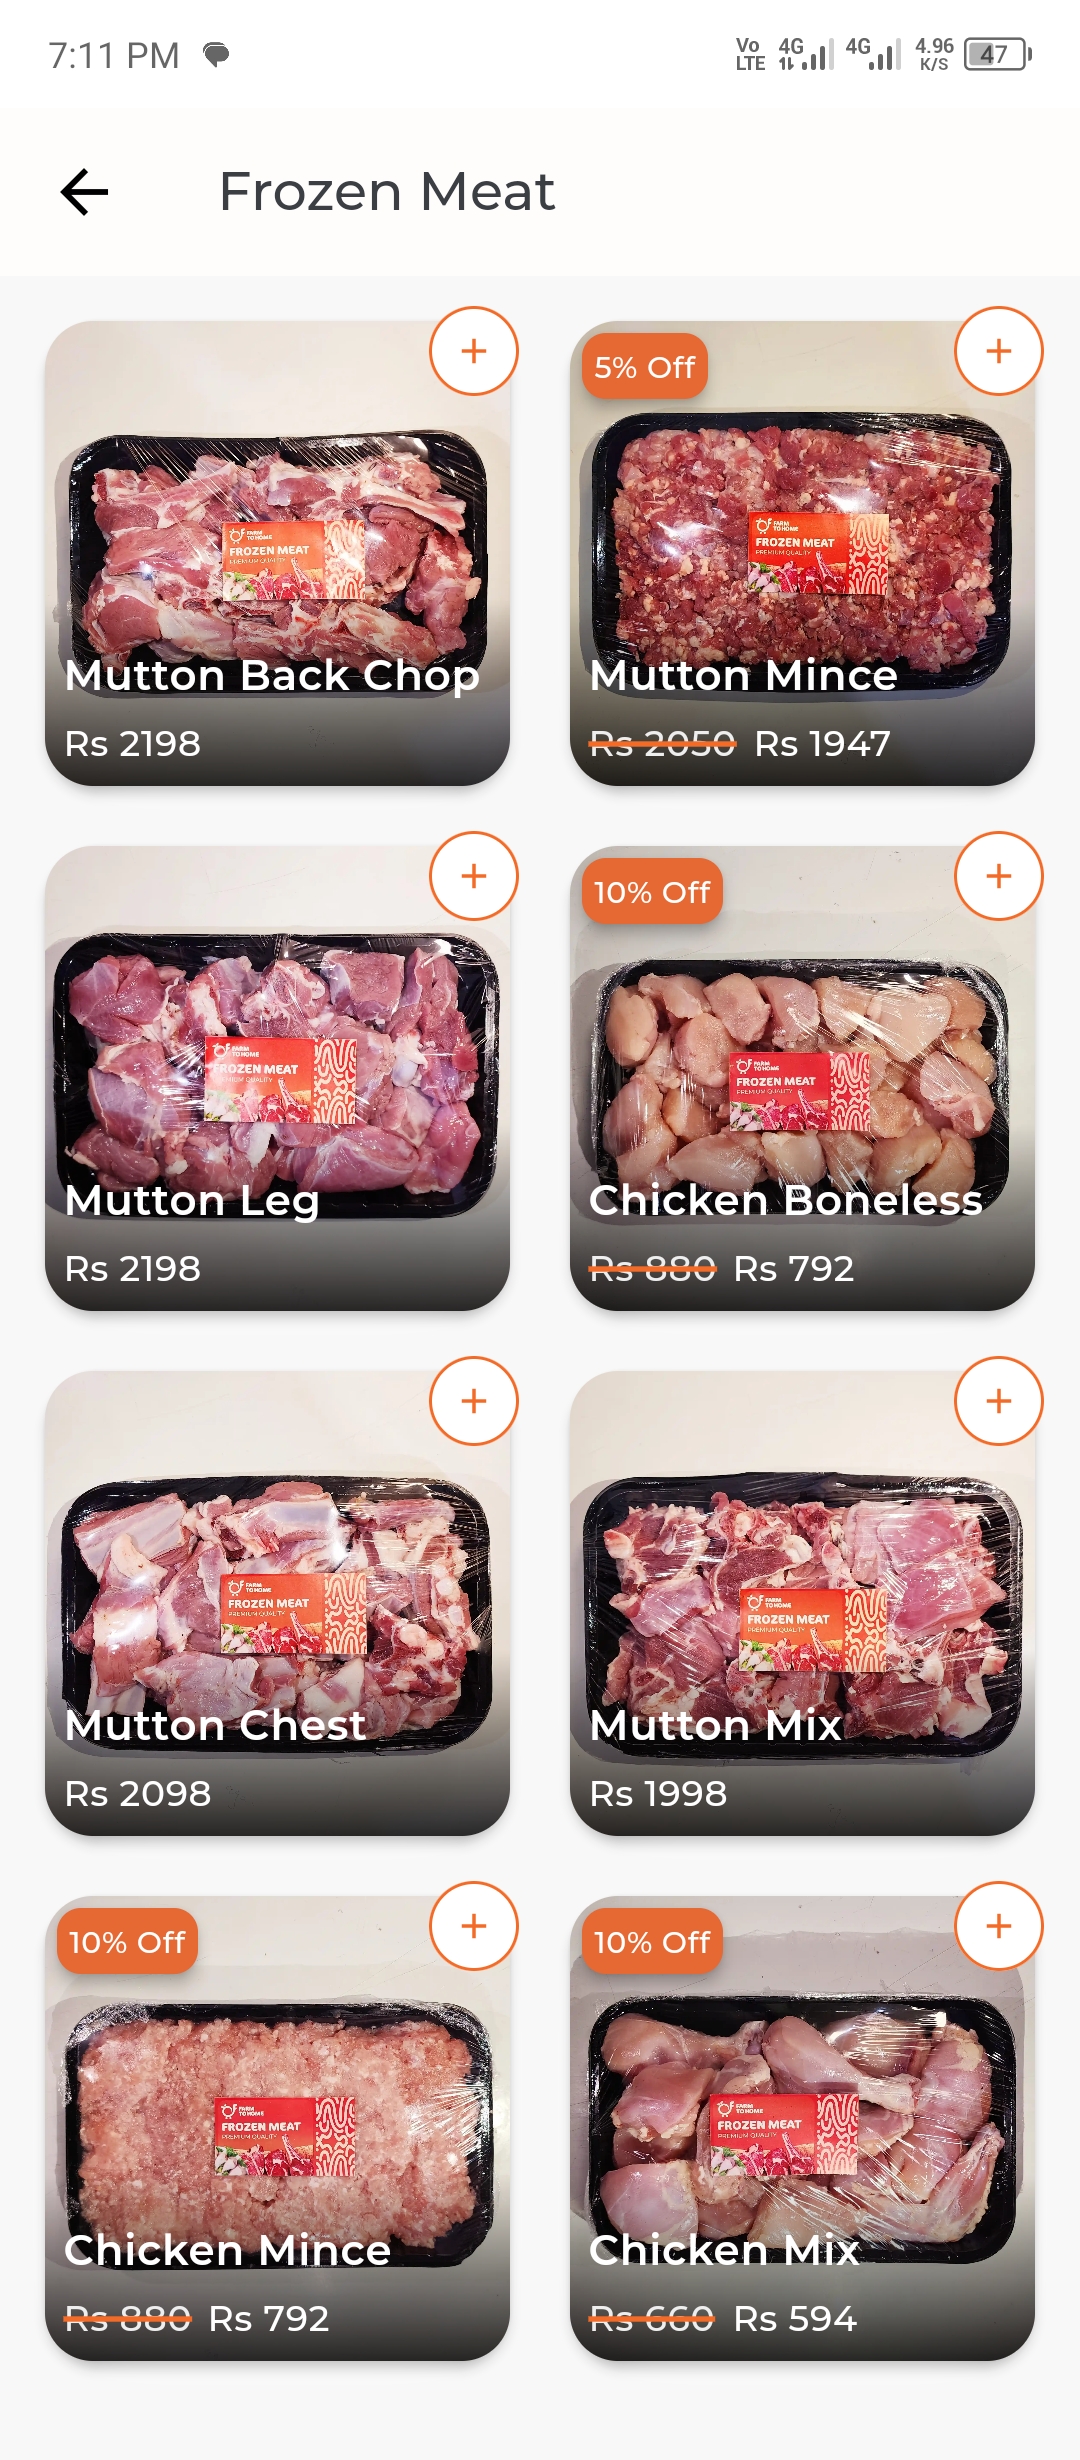 7:11 PM
Vo LTE 4G 4G 4.96 K/S 47
Frozen Meat
FARM
TO HOME
FROZEN MEAT
PREMIUM QUALITY
Mutton Back Chop
Rs 2198
5% Off
FARM
TO HOME
FROZEN MEAT
PREMIUM QUALITY
Mutton Mince
Rs 2050 Rs 1947
FARM
TO HOME
FROZEN MEAT
PREMIUM QUALITY
Mutton Leg
Rs 2198
10% Off
FARM
TO HOME
FROZEN MEAT
PREMIUM QUALITY
Chicken Boneless
Rs 880 Rs 792
FARM
TO HOME
FROZEN MEAT
PREMIUM QUALITY
Mutton Chest
Rs 2098
FARM
TO HOME
FROZEN MEAT
PREMIUM QUALITY
Mutton Mix
Rs 1998
10% Off
FARM
TO HOME
FROZEN MEAT
PREMIUM QUALITY
Chicken Mince
Rs 880 Rs 792
10% Off
FARM
TO HOME
FROZEN MEAT
PREMIUM QUALITY
Chicken Mix
Rs 660 Rs 594